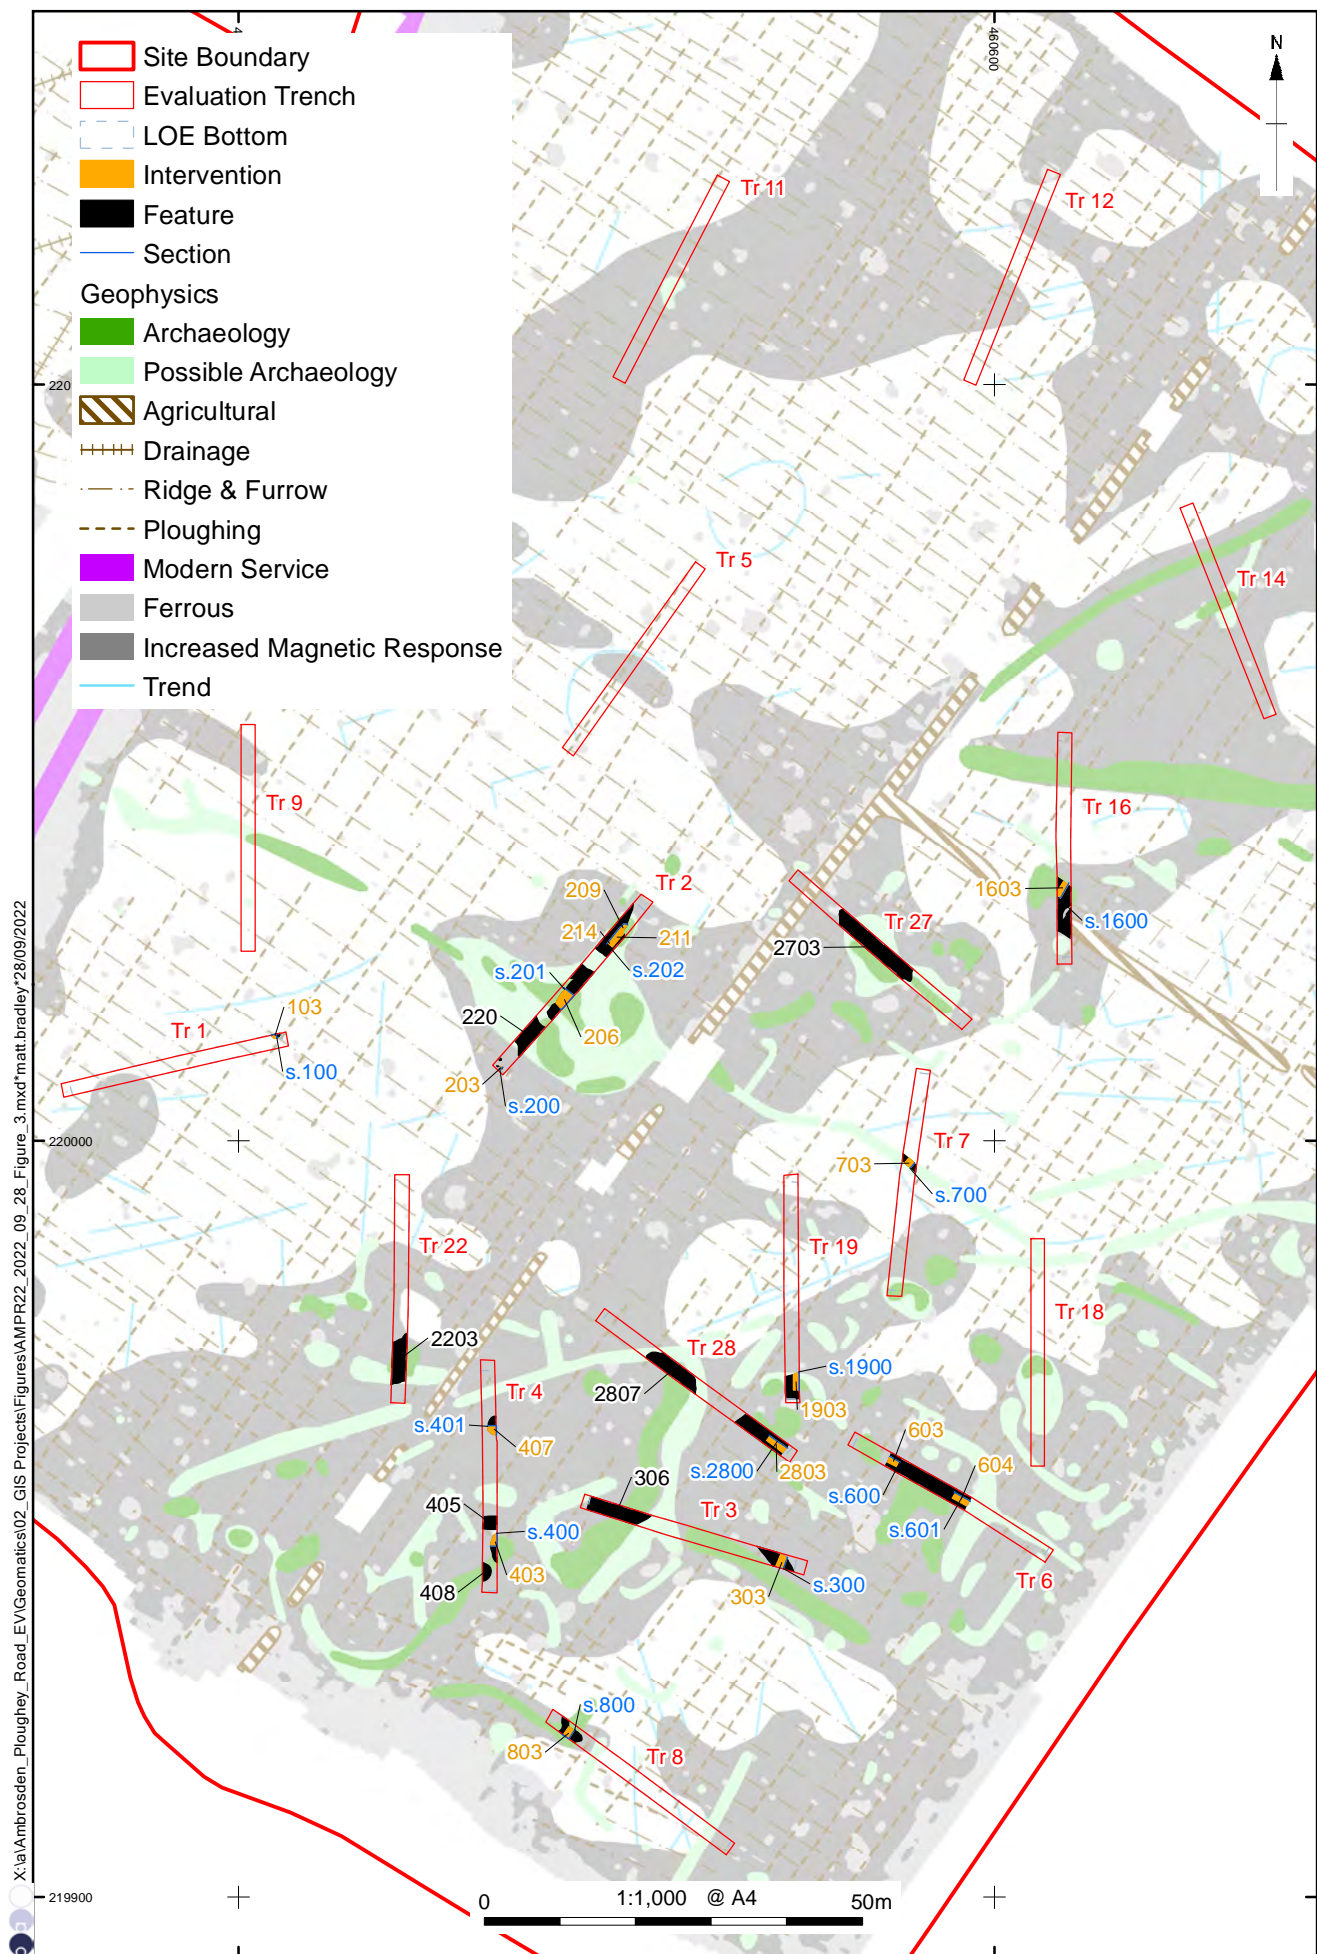 Site Boundary
Evaluation Trench
LOE Bottom
Intervention
Feature
Section
Geophysics
Archaeology
Possible Archaeology
Agricultural
Drainage
Ridge & Furrow
Ploughing
Modern Service
Ferrous
Increased Magnetic Response
Trend
4
460600
N
220
Tr 11
Tr 12
Tr 5
Tr 14
Tr 9
Tr 16
1603
s.1600
209
Tr 2
214
211
s.201
s.202
220
206
203
s.200
Tr 27
2703
103
Tr 1
s.100
220000
Tr 7
703
s.700
Tr 22
2203
Tr 19
Tr 18
Tr 28
2807
s.1900
1903
Tr 4
s.401
407
603
604
s.2800
2803
s.600
s.601
306
Tr 3
405
s.400
403
408
303
s.300
Tr 6
s.800
803
Tr 8
219900
0
1:1,000 @ A4
50m
X:\a\Ambrosden_Ploughey_Road_EV\Geomatics\02_GIS Projects\Figures\AMPR22_2022_09_28_Figure_3.mxd*matt.bradley*28/09/2022